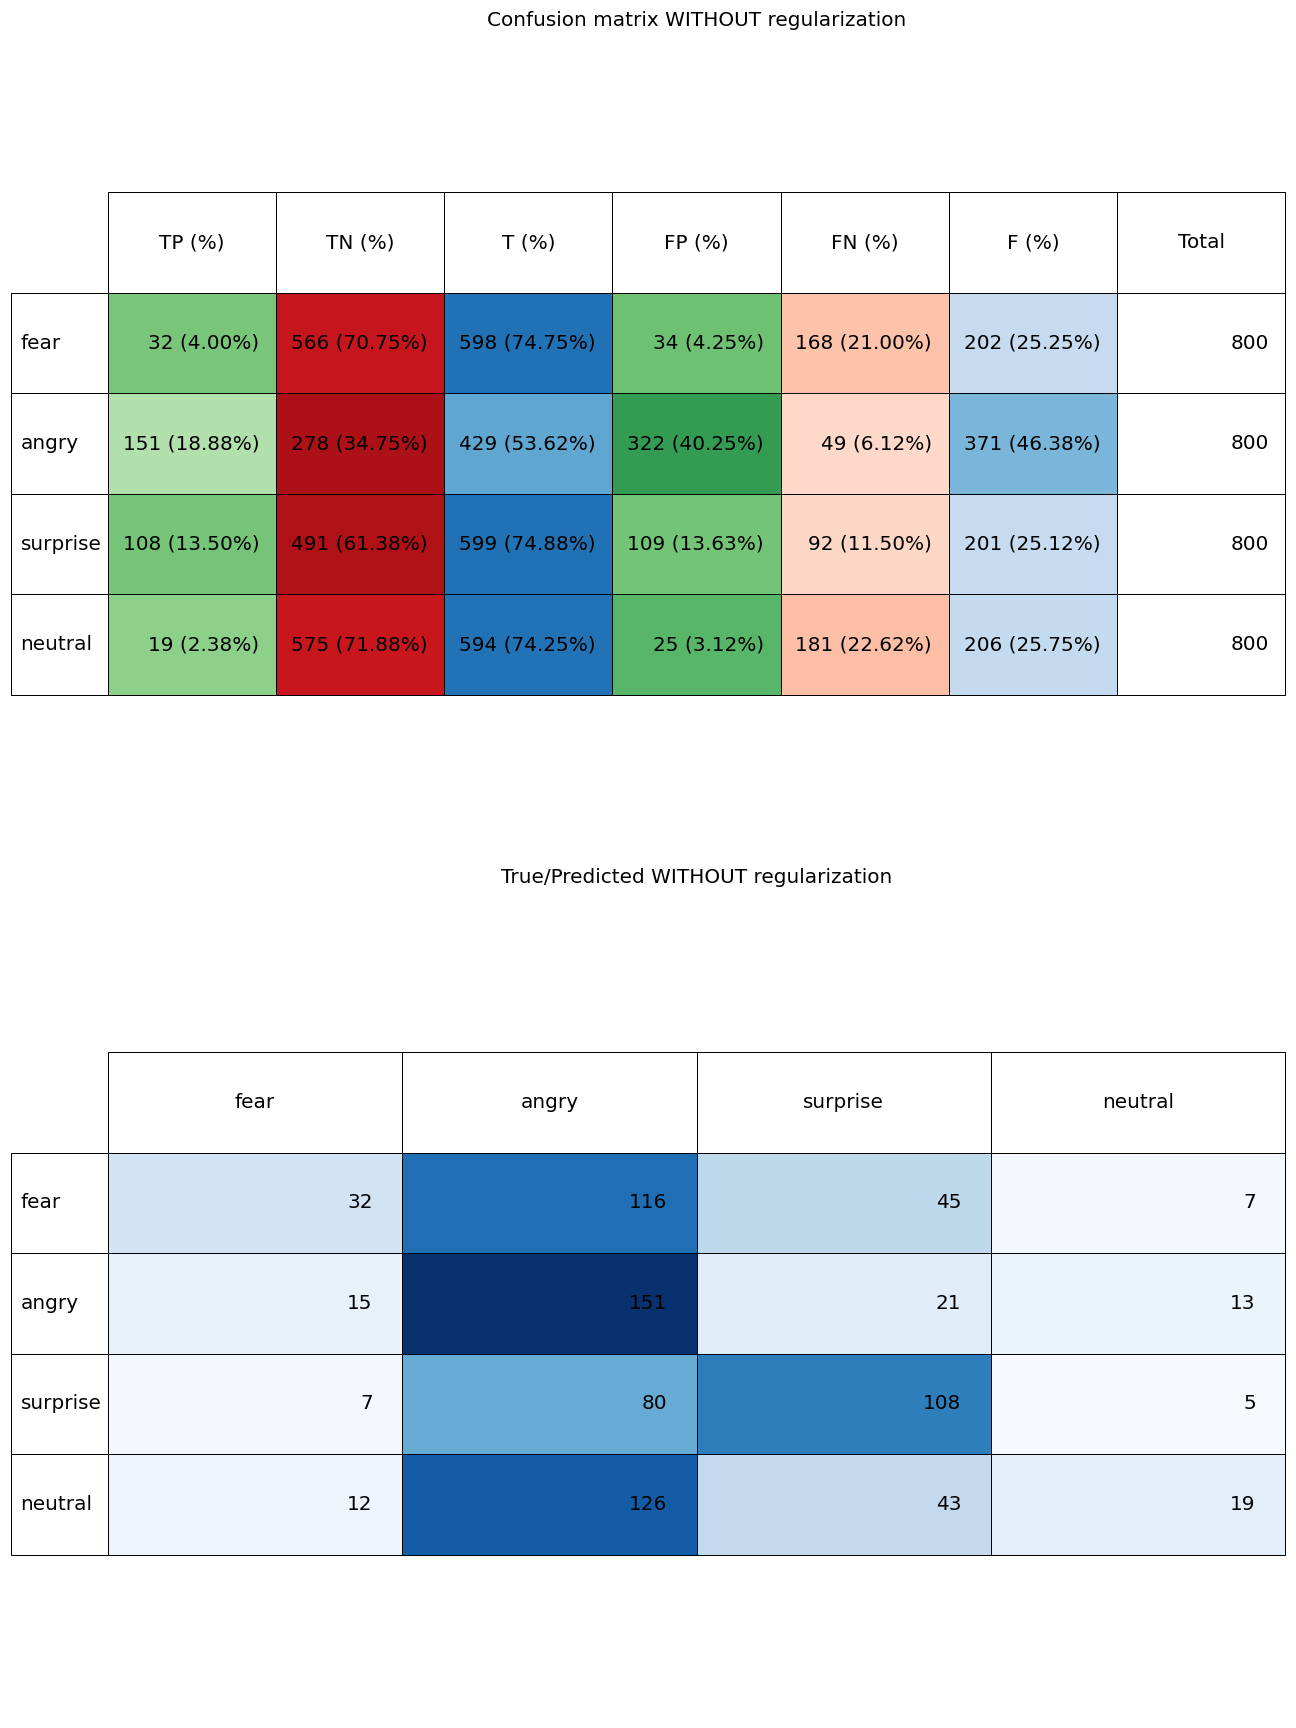 Confusion matrix WITHOUT regularization
TP (%) TN (%) T (%) FP (%) FN (%) F (%) Total
fear 32 (4.00%) 566 (70.75%) 598 (74.75%) 34 (4.25%) 168 (21.00%) 202 (25.25%) 800
angry 151 (18.88%) 278 (34.75%) 429 (53.62%) 322 (40.25%) 49 (6.12%) 371 (46.38%) 800
surprise 108 (13.50%) 491 (61.38%) 599 (74.88%) 109 (13.63%) 92 (11.50%) 201 (25.12%) 800
neutral 19 (2.38%) 575 (71.88%) 594 (74.25%) 25 (3.12%) 181 (22.62%) 206 (25.75%) 800
True/Predicted WITHOUT regularization
fear angry surprise neutral
fear 32 116 45 7
angry 15 151 21 13
surprise 7 80 108 5
neutral 12 126 43 19